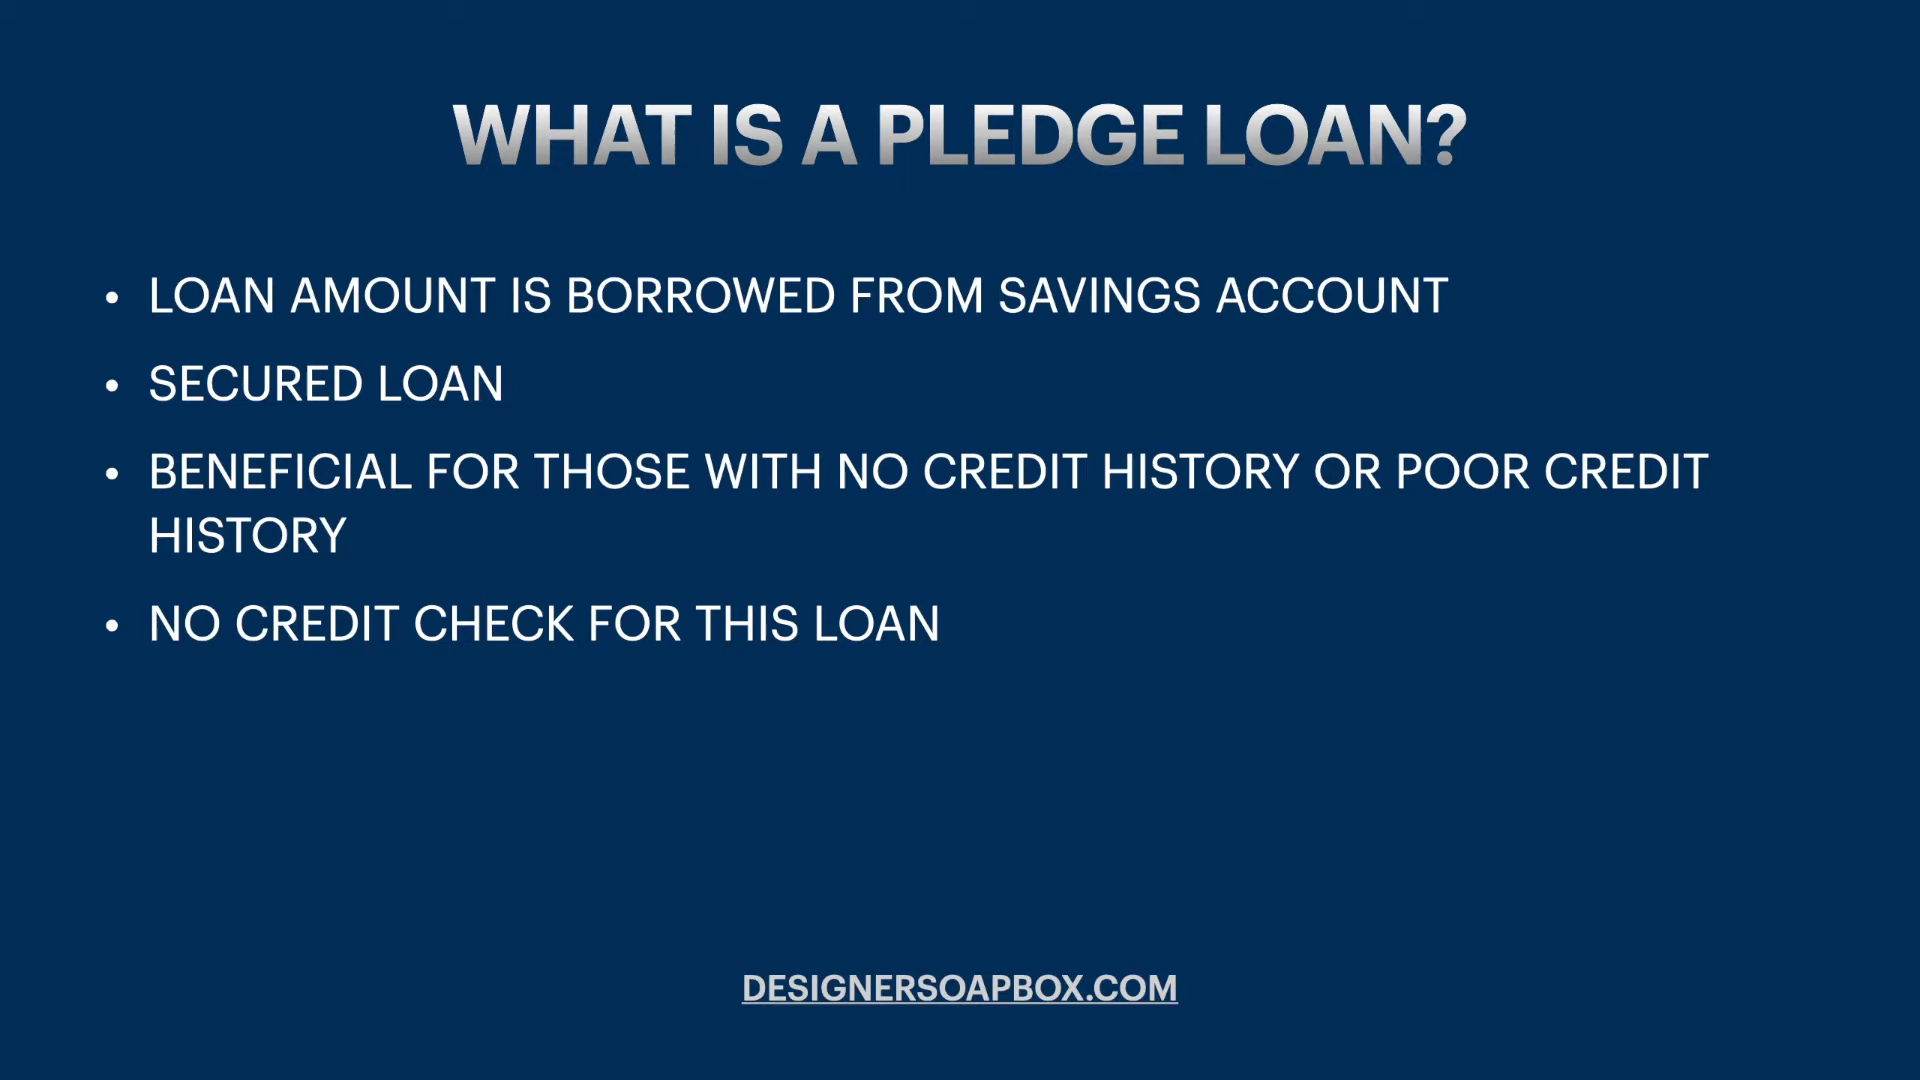 WHAT IS A PLEDGE LOAN?
• LOAN AMOUNT IS BORROWED FROM SAVINGS ACCOUNT
• SECURED LOAN
• BENEFICIAL FOR THOSE WITH NO CREDIT HISTORY OR POOR CREDIT
HISTORY
• NO CREDIT CHECK FOR THIS LOAN
DESIGNERSOAPBOX.COM